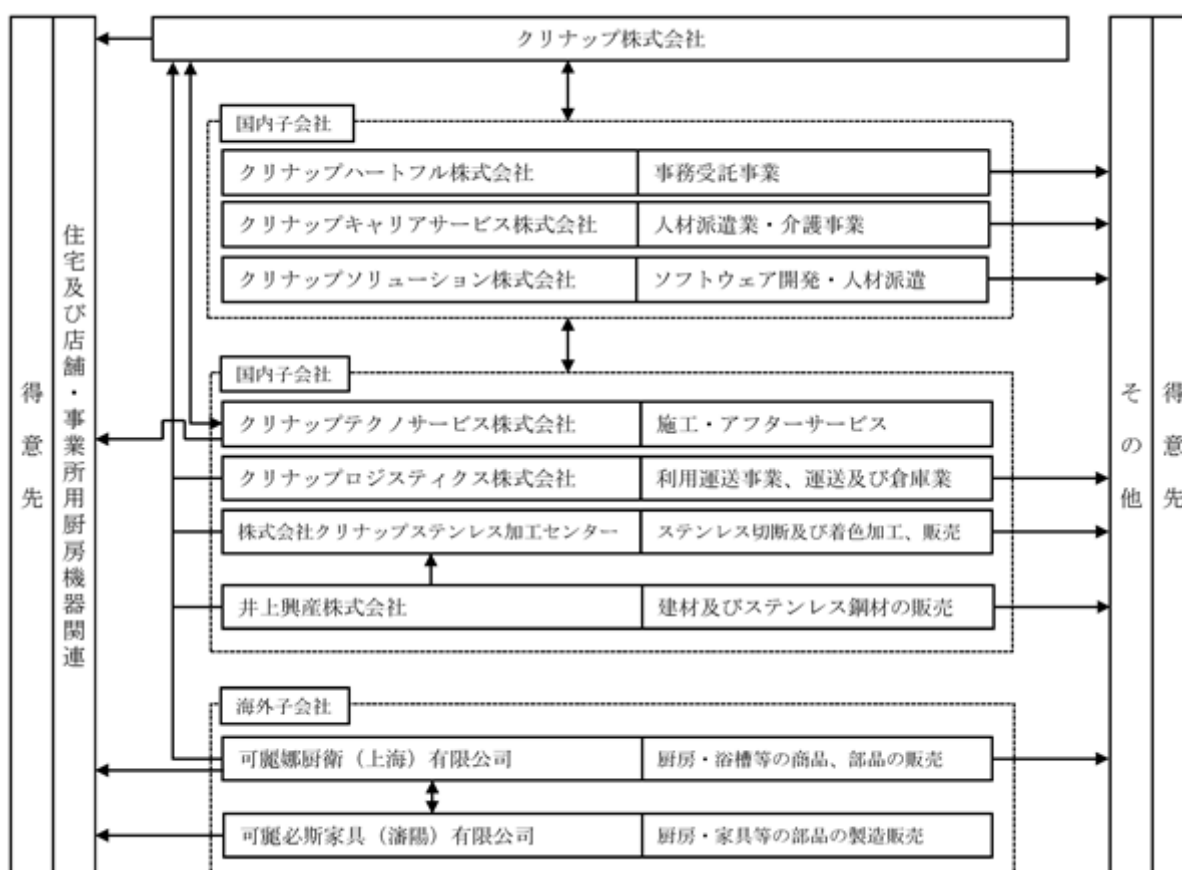 クリナップ株式会社
得意先
住宅及び店舗・事業所用厨房機器関連
国内子会社
クリナップハートフル株式会社 事務受託事業
クリナップキャリアサービス株式会社 人材派遣業・介護事業
クリナップソリューション株式会社 ソフトウェア開発・人材派遣
国内子会社
クリナップテクノサービス株式会社 施工・アフターサービス
クリナップロジスティクス株式会社 利用運送事業、運送及び倉庫業
株式会社クリナップステンレス加工センター ステンレス切断及び着色加工、販売
井上興産株式会社 建材及びステンレス鋼材の販売
海外子会社
可麗娜厨衛（上海）有限公司 厨房・浴槽等の商品、部品の販売
可麗必斯家具（瀋陽）有限公司 厨房・家具等の部品の製造販売
その他
得意先